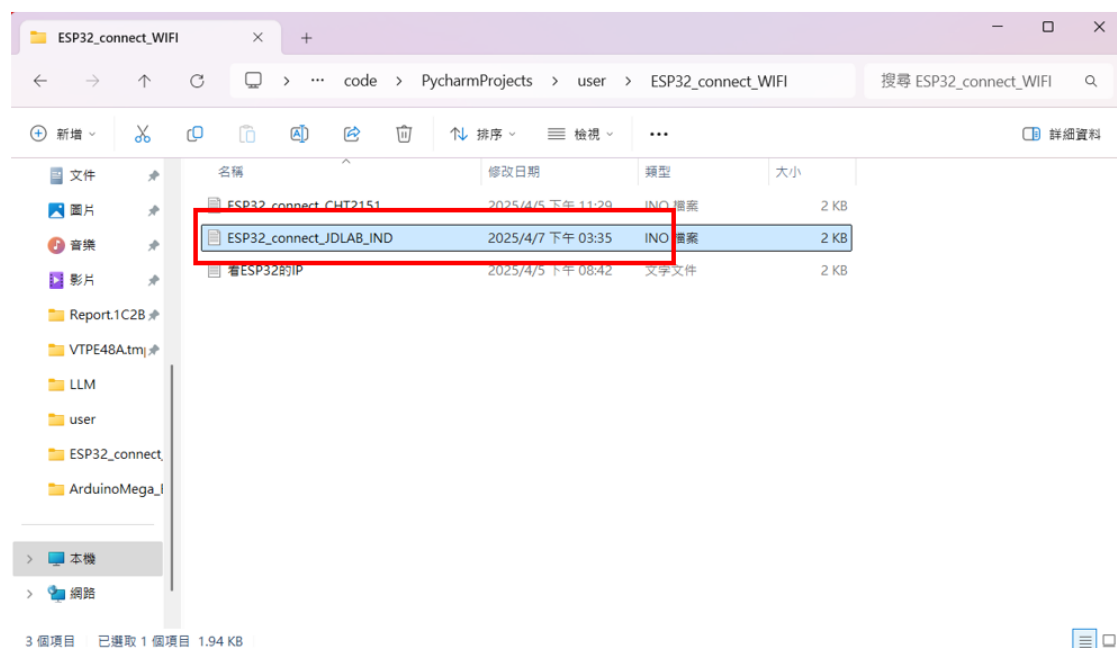 ESP32_connect_WIFI
code > PycharmProjects > user > ESP32_connect_WIFI
搜尋 ESP32_connect_WIFI
新增
排序
檢視
詳細資料
名稱 修改日期 類型 大小
ESP32_connect_CHT2151 2025/4/5 下午 11:29 INO 檔案 2 KB
ESP32_connect_JDLAB_IND 2025/4/7 下午 03:35 INO 檔案 2 KB
看ESP32的IP 2025/4/5 下午 08:42 文字文件 2 KB
文件
圖片
音樂
影片
Report.1C2B
VTPE48A.tmp
LLM
user
ESP32_connect_
ArduinoMega_
本機
網路
3 個項目 已選取 1 個項目 1.94 KB